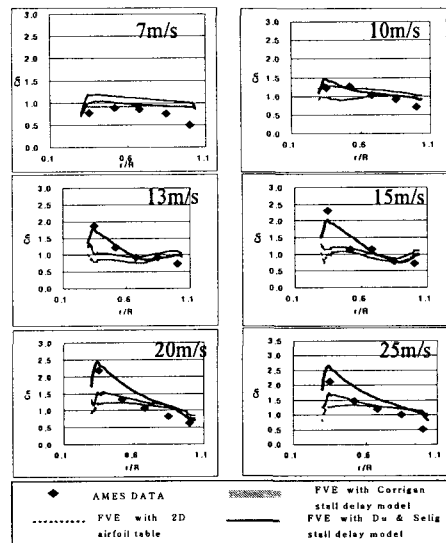 7m/s
Cn
3.0
2.5
2.0
1.5
1.0
0.5
0.0
0.1 0.6 1.1
r/R
10m/s
Cn
3.0
2.5
2.0
1.5
1.0
0.5
0.0
0.1 0.6 1.1
r/R
13m/s
Cn
3.0
2.5
2.0
1.5
1.0
0.5
0.0
0.1 0.6 1.1
r/R
15m/s
Cn
3.0
2.5
2.0
1.5
1.0
0.5
0.0
0.1 0.6 1.1
r/R
20m/s
Cn
3.0
2.5
2.0
1.5
1.0
0.5
0.0
0.1 0.6 1.1
r/R
25m/s
Cn
3.0
2.5
2.0
1.5
1.0
0.5
0.0
0.1 0.6 1.1
r/R
AMES DATA
FVE with 2D
airfoil table
FVE with Corrigan
stall delay model
FVE with Du & Selig
stall delay model